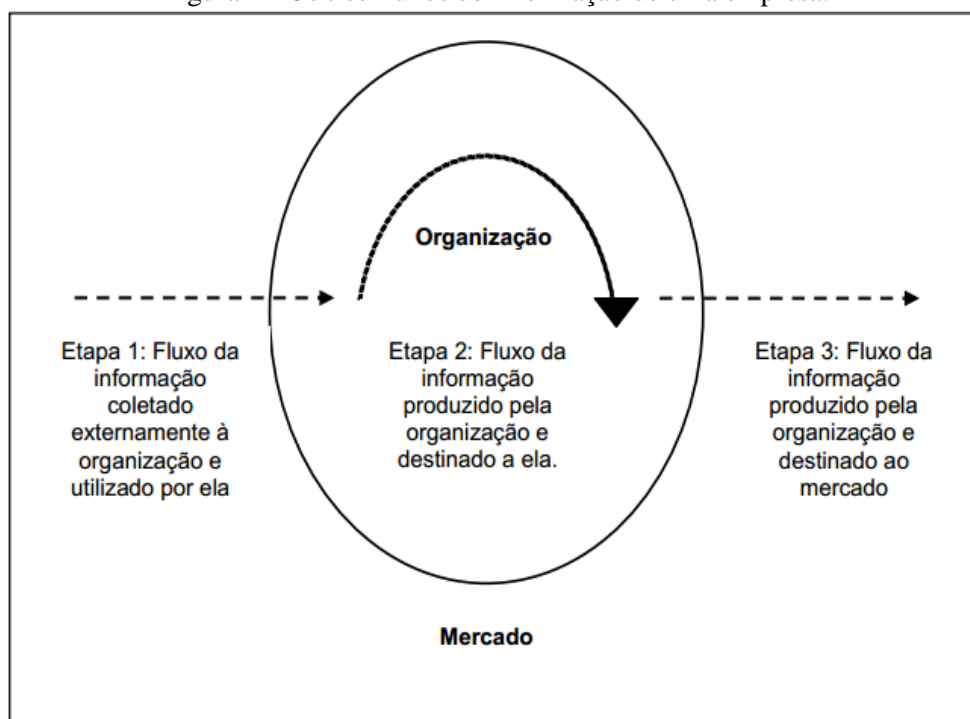 Organização
Etapa 1: Fluxo da
informação
coletado
externamente à
organização e
utilizado por ela
Etapa 2: Fluxo da
informação
produzido pela
organização e
destinado a ela.
Etapa 3: Fluxo da
informação
produzido pela
organização e
destinado ao
mercado
Mercado